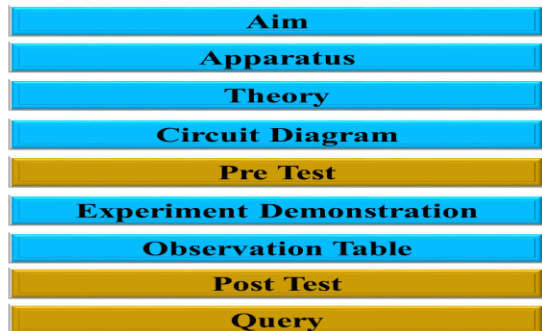 Aim
Apparatus
Theory
Circuit Diagram
Pre Test
Experiment Demonstration
Observation Table
Post Test
Query